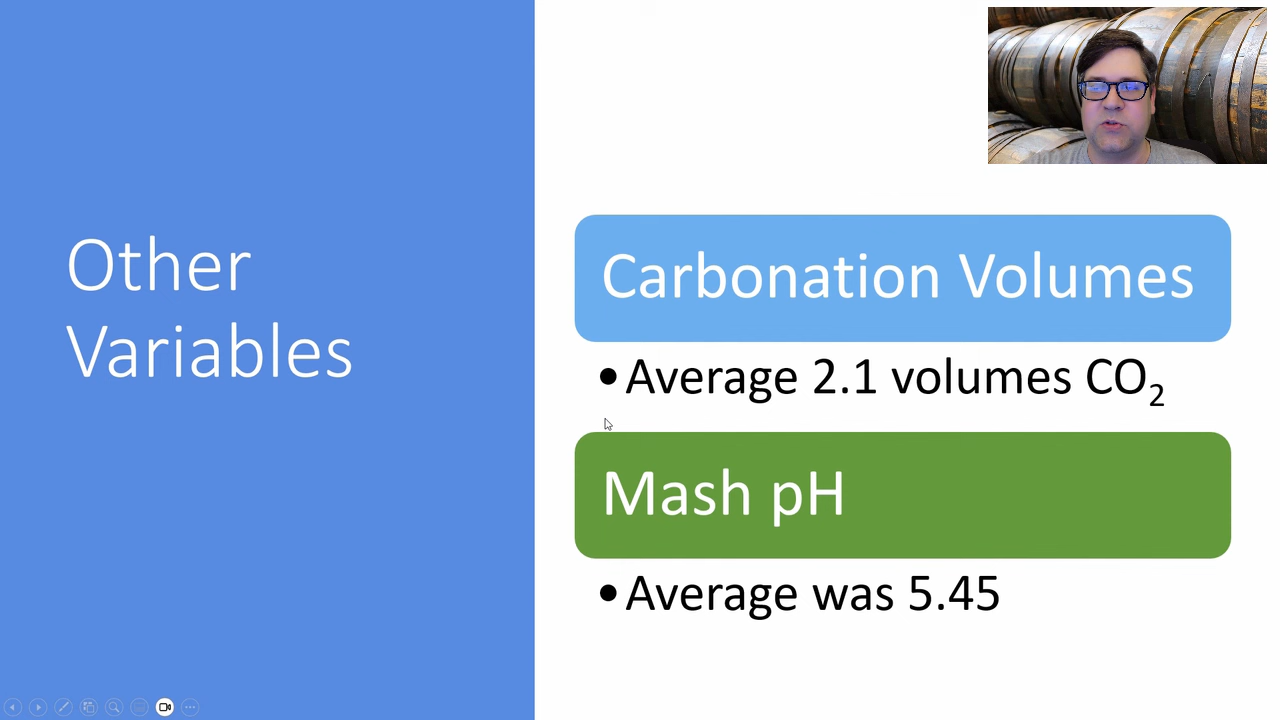 Other
Variables
Carbonation Volumes
•Average 2.1 volumes CO₂
Mash pH
•Average was 5.45